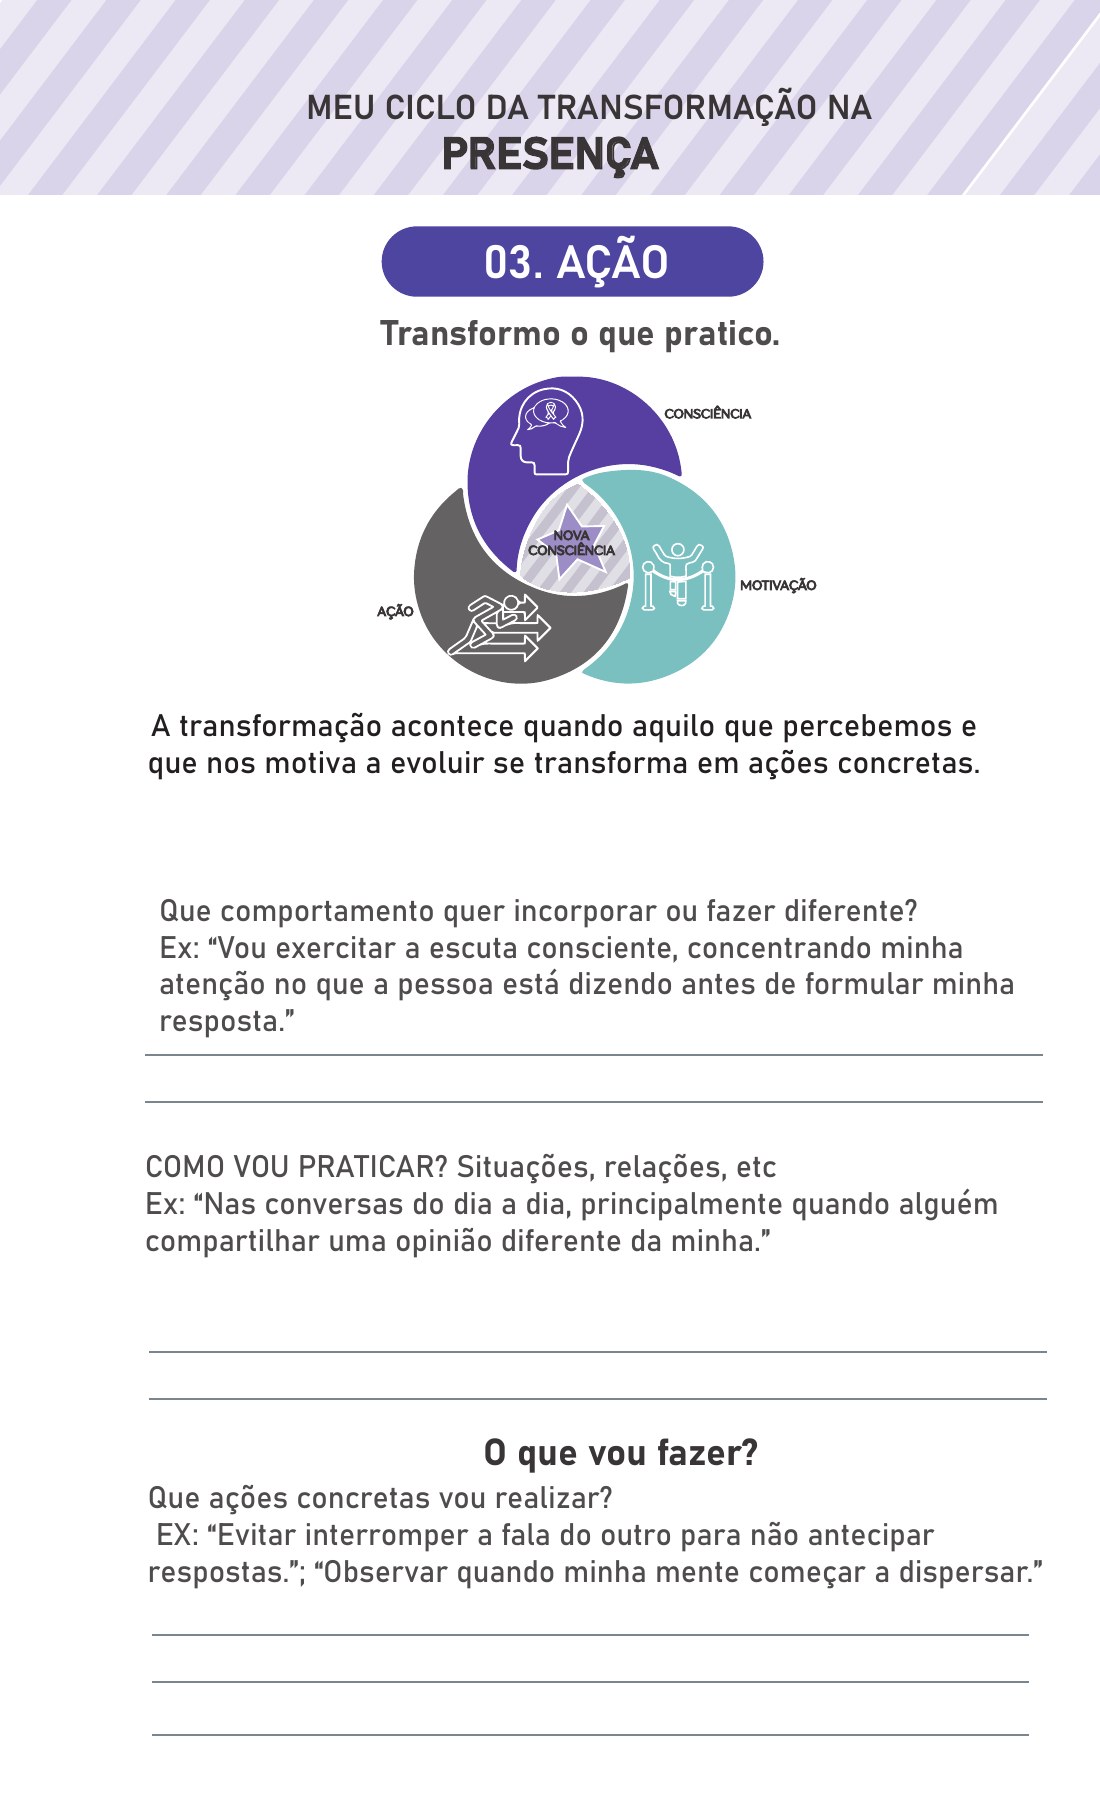 MEU CICLO DA TRANSFORMAÇÃO NA
PRESENÇA
03. AÇÃO
Transformo o que pratico.
CONSCIÊNCIA
NOVA
CONSCIÊNCIA
MOTIVAÇÃO
AÇÃO
A transformação acontece quando aquilo que percebemos e
que nos motiva a evoluir se transforma em ações concretas.
Que comportamento quer incorporar ou fazer diferente?
Ex: “Vou exercitar a escuta consciente, concentrando minha
atenção no que a pessoa está dizendo antes de formular minha
resposta.”
COMO VOU PRATICAR? Situações, relações, etc
Ex: “Nas conversas do dia a dia, principalmente quando alguém
compartilhar uma opinião diferente da minha.”
O que vou fazer?
Que ações concretas vou realizar?
EX: “Evitar interromper a fala do outro para não antecipar
respostas.”; “Observar quando minha mente começar a dispersar.”